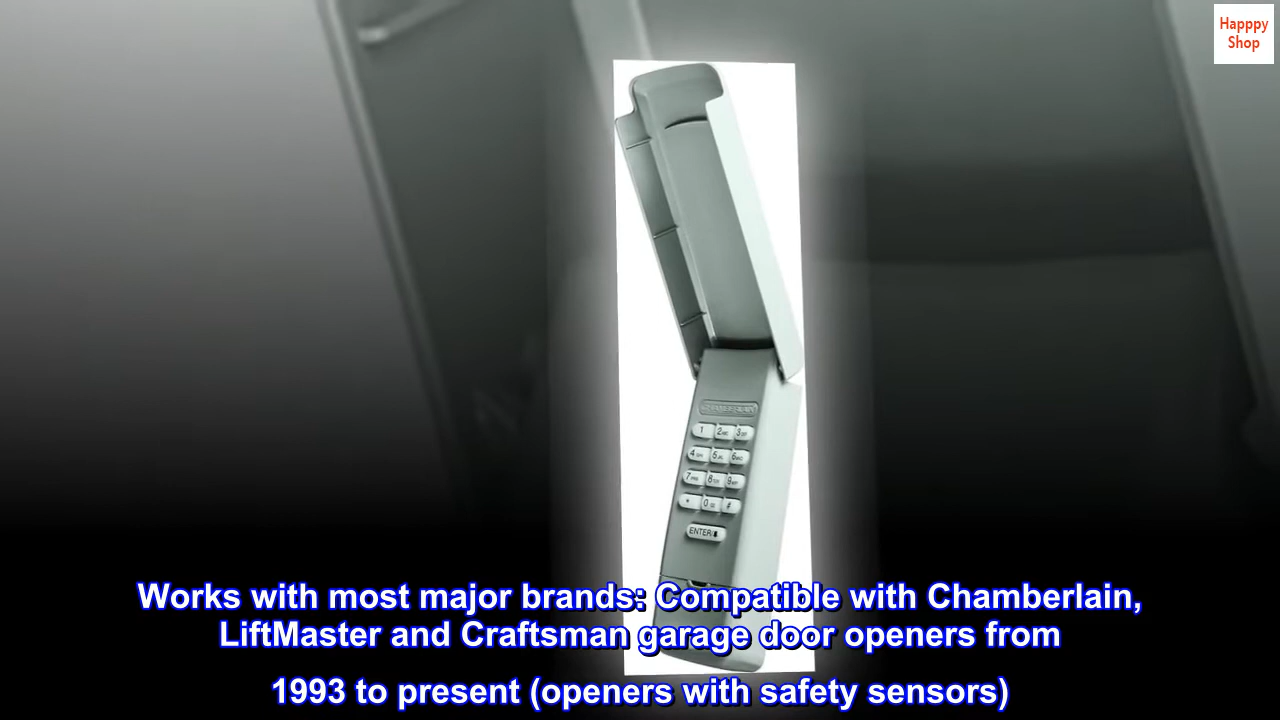 Happpy
Shop
CHAMBERLAIN
1 2 3
4 5 6
7 8 9
* 0 #
ENTER
Works with most major brands: Compatible with Chamberlain,
LiftMaster and Craftsman garage door openers from
1993 to present (openers with safety sensors)